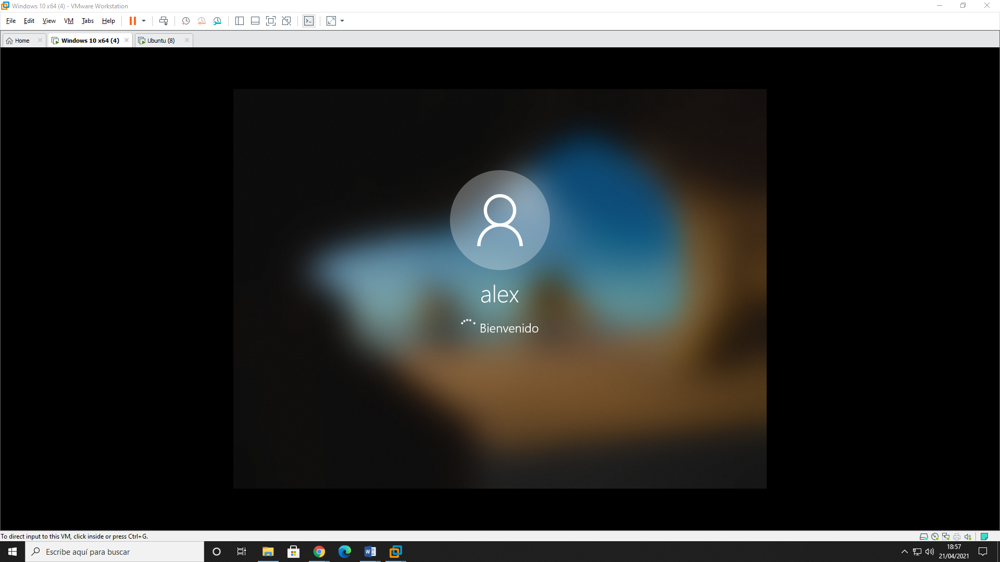 Windows 10 x64 (4) - VMware Workstation
File Edit View VM Tabs Help
Home Windows 10 x64 (4) Ubuntu (8)
alex
Bienvenido
To direct input to this VM, click inside or press Ctrl+G.
Escribe aquí para buscar
18:57
21/04/2021